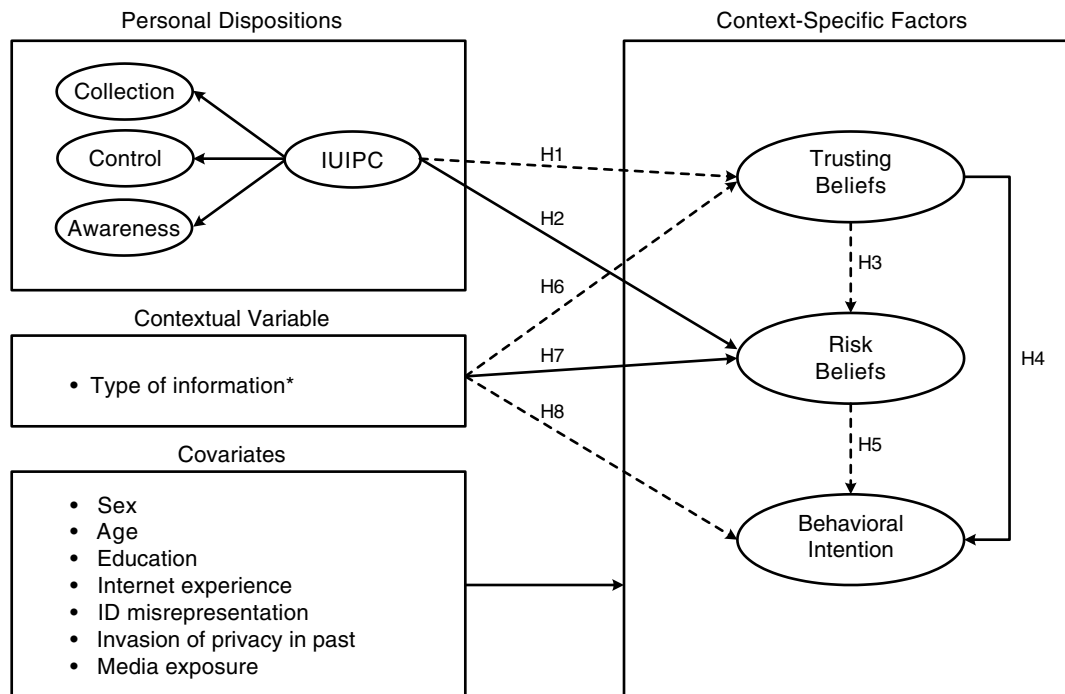 Personal Dispositions
Collection
Control
Awareness
IUIPC
Contextual Variable
• Type of information*
Covariates
• Sex
• Age
• Education
• Internet experience
• ID misrepresentation
• Invasion of privacy in past
• Media exposure
H1
H2
H6
H7
H8
Context-Specific Factors
Trusting
Beliefs
H3
Risk
Beliefs
H4
H5
Behavioral
Intention